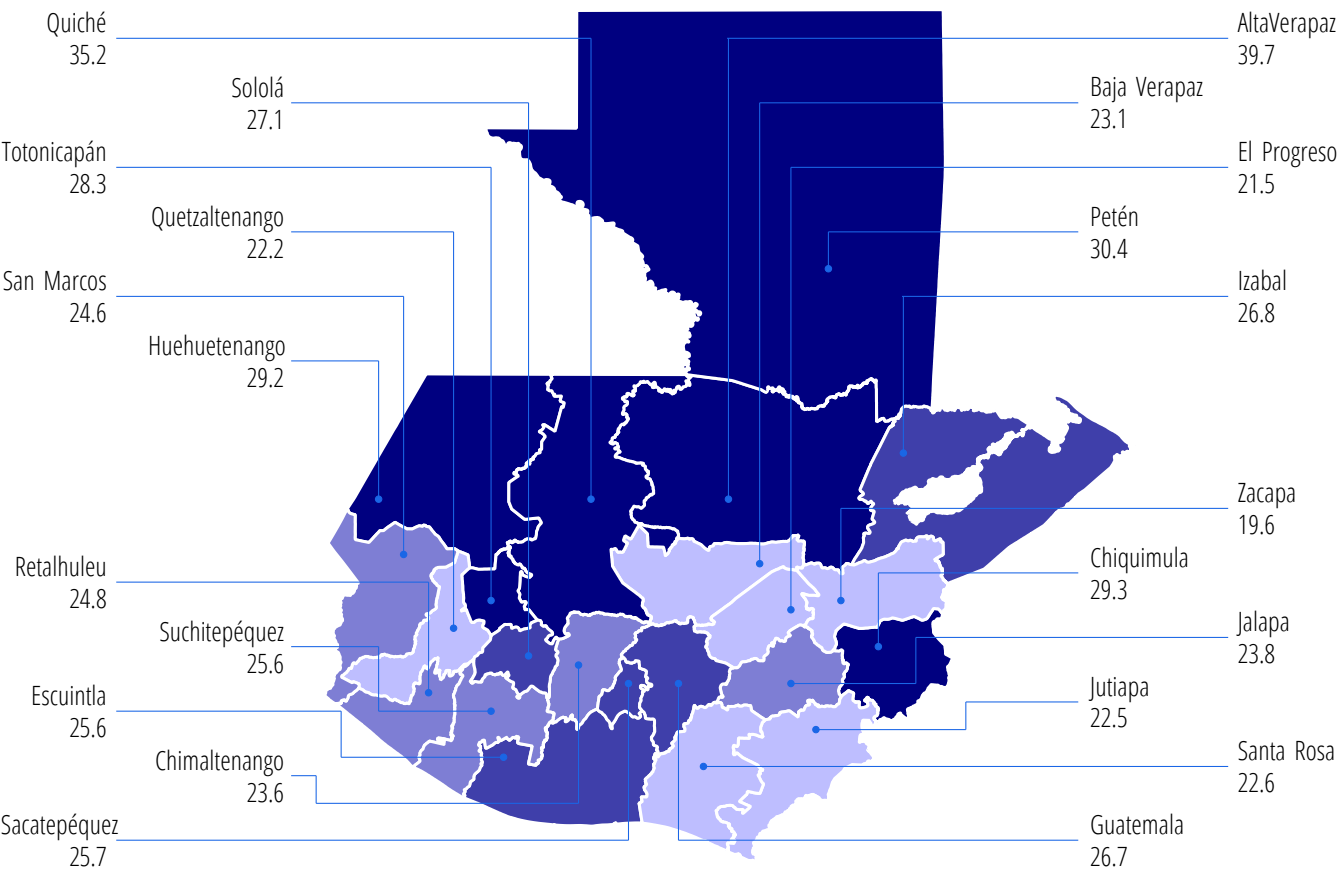 Quiché
35.2
Sololá
27.1
Totonicapán
28.3
Quetzaltenango
22.2
San Marcos
24.6
Huehuetenango
29.2
Retalhuleu
24.8
Suchitepéquez
25.6
Escuintla
25.6
Chimaltenango
23.6
Sacatepéquez
25.7
AltaVerapaz
39.7
Baja Verapaz
23.1
El Progreso
21.5
Petén
30.4
Izabal
26.8
Zacapa
19.6
Chiquimula
29.3
Jalapa
23.8
Jutiapa
22.5
Santa Rosa
22.6
Guatemala
26.7